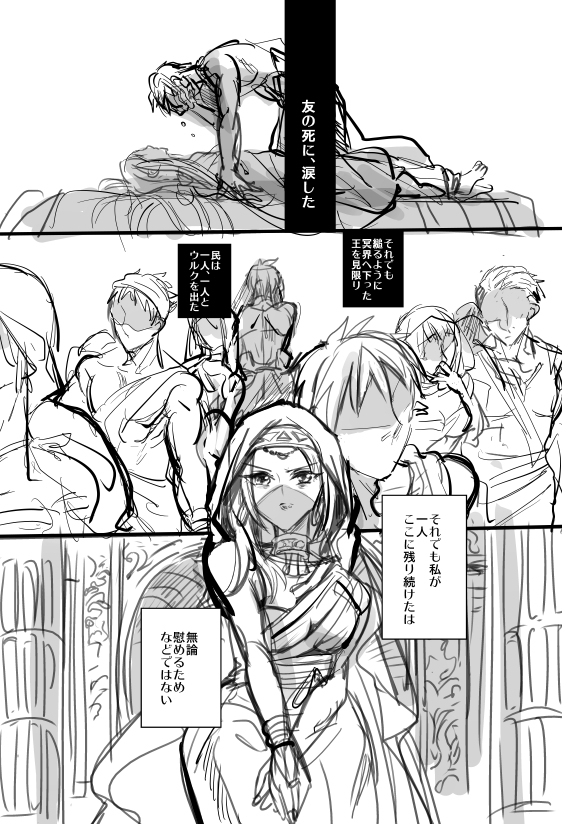 友の死に、涙した
それでも
縋るように
冥界へ下った
王を見限り
民は
一人、一人と
ウルクを出た
それでも私が
一人
ここに残り続けたは
無論
慰めるため
などではない